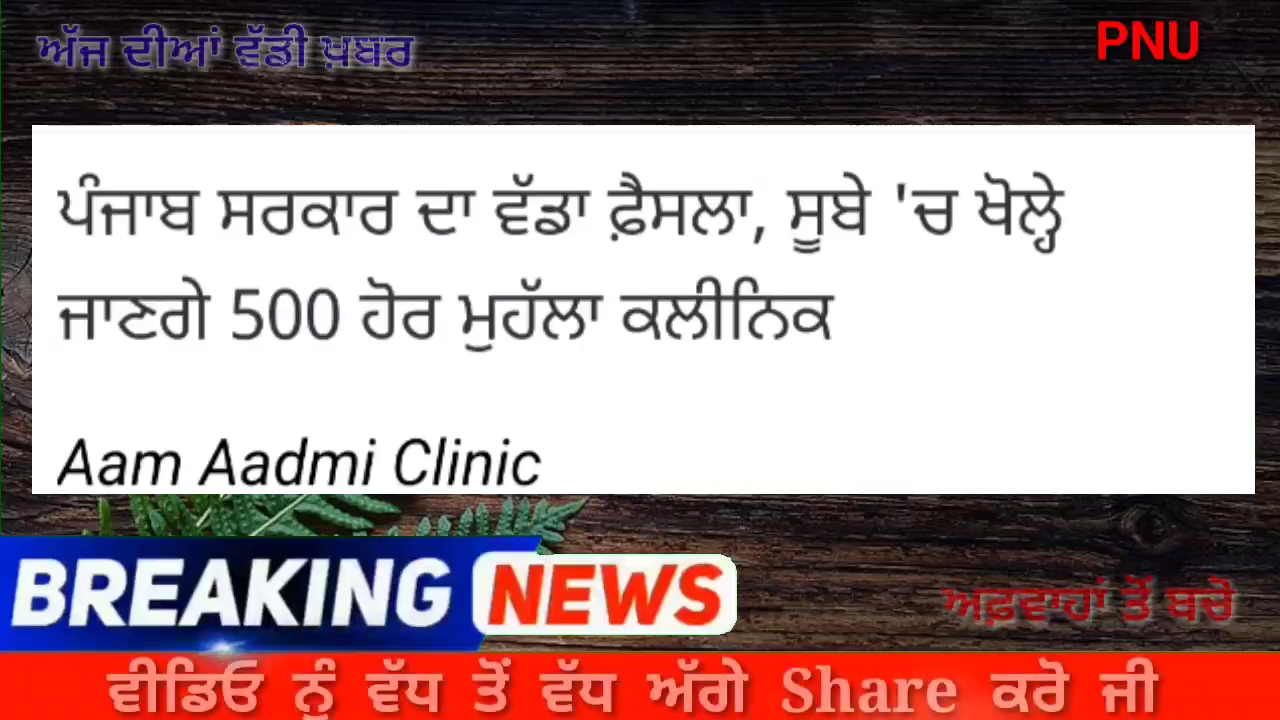 ਅੱਜ ਦੀਆਂ ਵੱਡੀ ਖ਼ਬਰ
PNU
ਪੰਜਾਬ ਸਰਕਾਰ ਦਾ ਵੱਡਾ ਫ਼ੈਸਲਾ, ਸੂਬੇ 'ਚ ਖੋਲ੍ਹੇ
ਜਾਣਗੇ 500 ਹੋਰ ਮੁਹੱਲਾ ਕਲੀਨਿਕ
Aam Aadmi Clinic
BREAKING NEWS
ਅਫ਼ਵਾਹਾਂ ਤੋਂ ਬਚੋ
ਵੀਡਿਓ ਨੂੰ ਵੱਧ ਤੋਂ ਵੱਧ ਅੱਗੇ Share ਕਰੋ ਜੀ